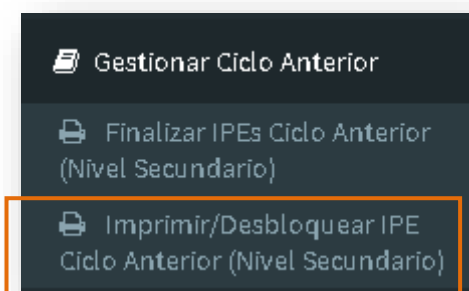 Gestionar Ciclo Anterior
Finalizar IPEs Ciclo Anterior
(Nivel Secundario)
Imprimir/Desbloquear IPE
Ciclo Anterior (Nivel Secundario)